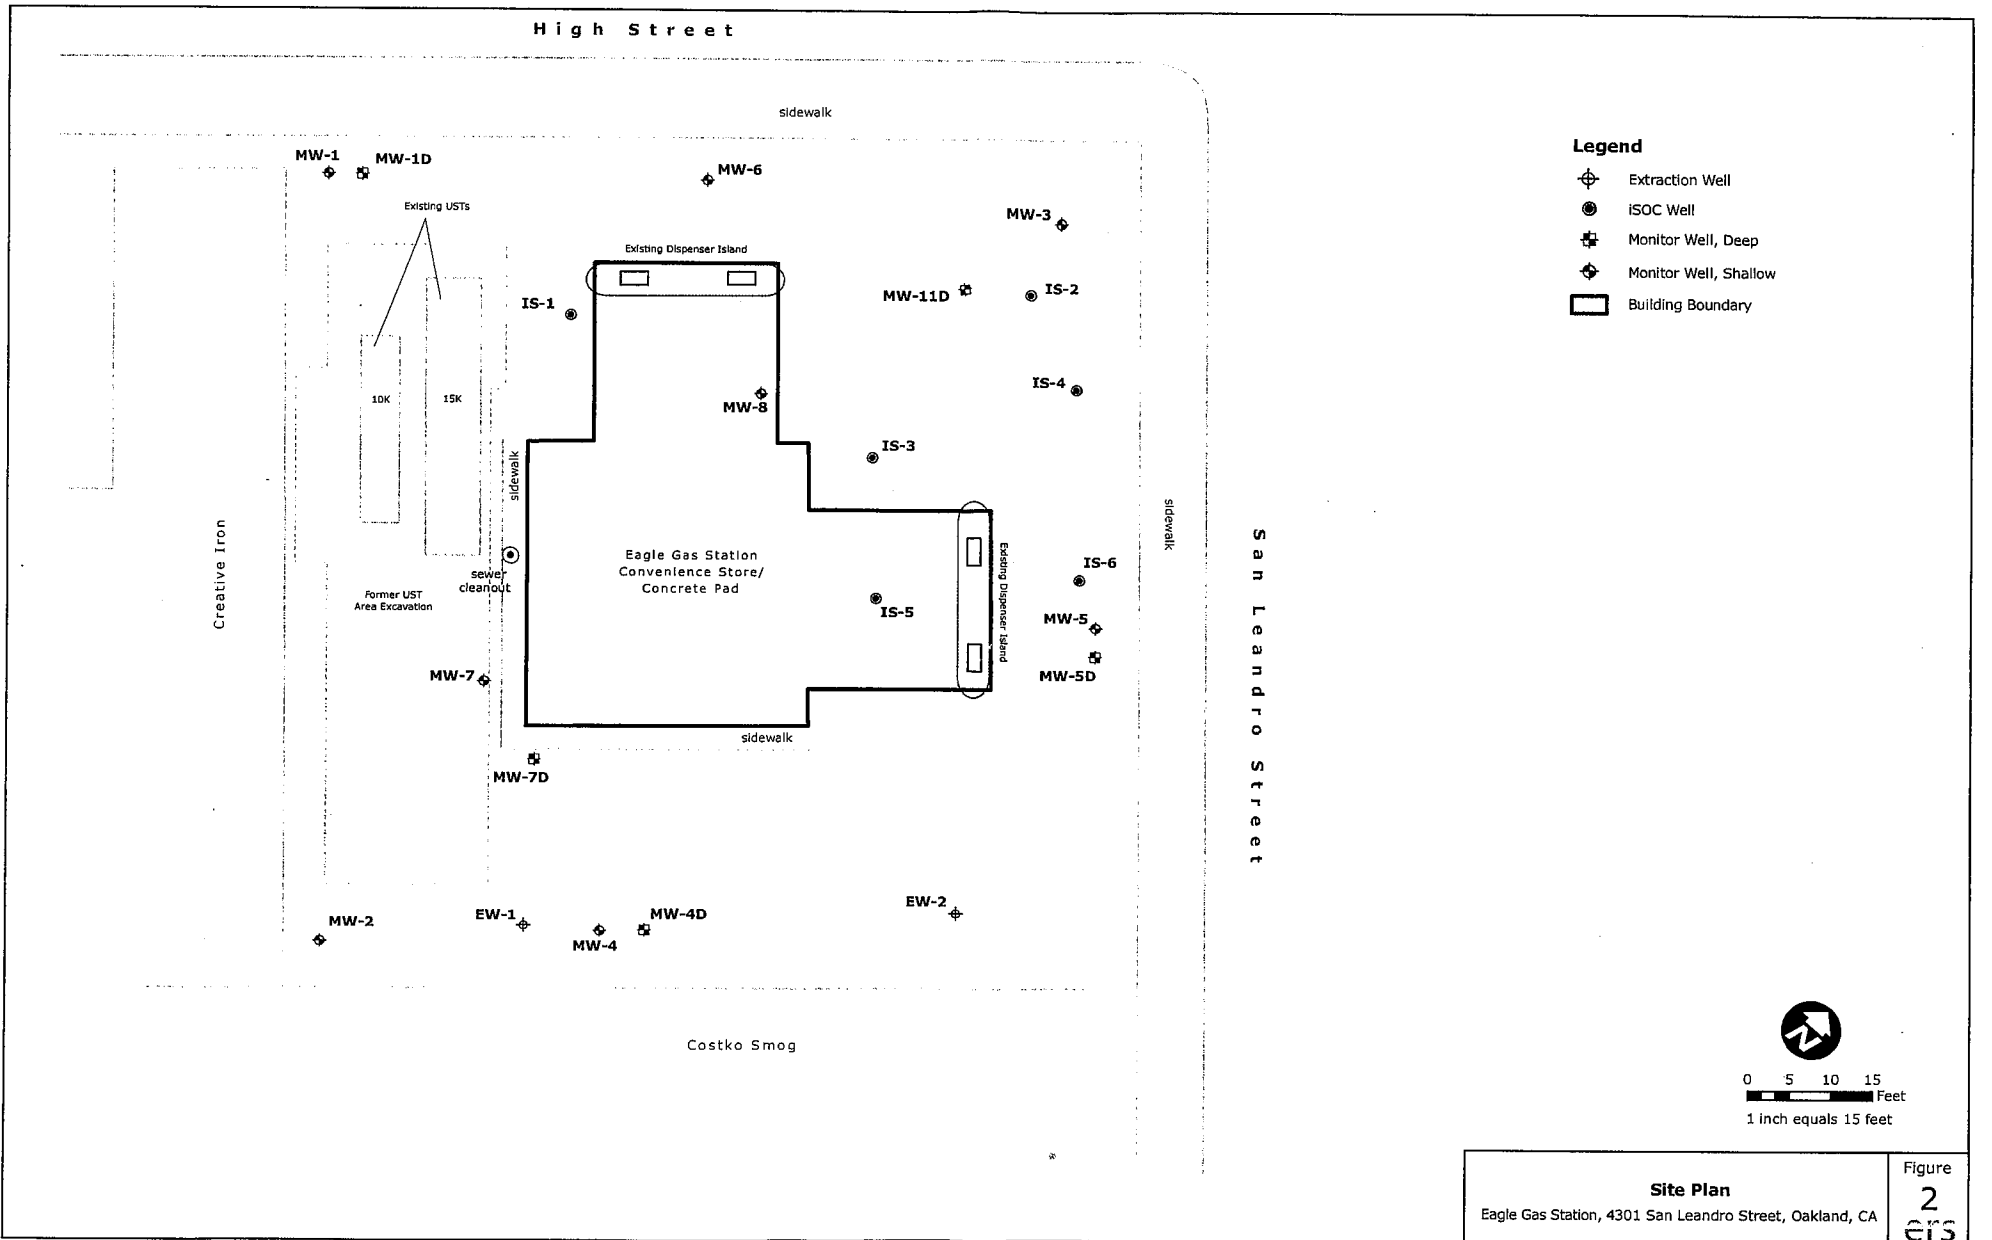 High Street
sidewalk
MW-1
MW-1D
MW-6
Existing USTs
MW-3
Existing Dispenser Island
IS-1
MW-11D
IS-2
IS-4
10K
15K
MW-8
IS-3
sidewalk
sidewalk
Creative Iron
Eagle Gas Station
Convenience Store/
Concrete Pad
sewer
cleanout
Former UST
Area Excavation
Existing Dispenser Island
IS-5
IS-6
MW-5
MW-5D
San Leandro Street
MW-7
sidewalk
MW-7D
MW-2
EW-1
MW-4
MW-4D
EW-2
Costko Smog
Legend
Extraction Well
iSOC Well
Monitor Well, Deep
Monitor Well, Shallow
Building Boundary
N
0 5 10 15
Feet
1 inch equals 15 feet
Site Plan
Eagle Gas Station, 4301 San Leandro Street, Oakland, CA
Figure
2
ers